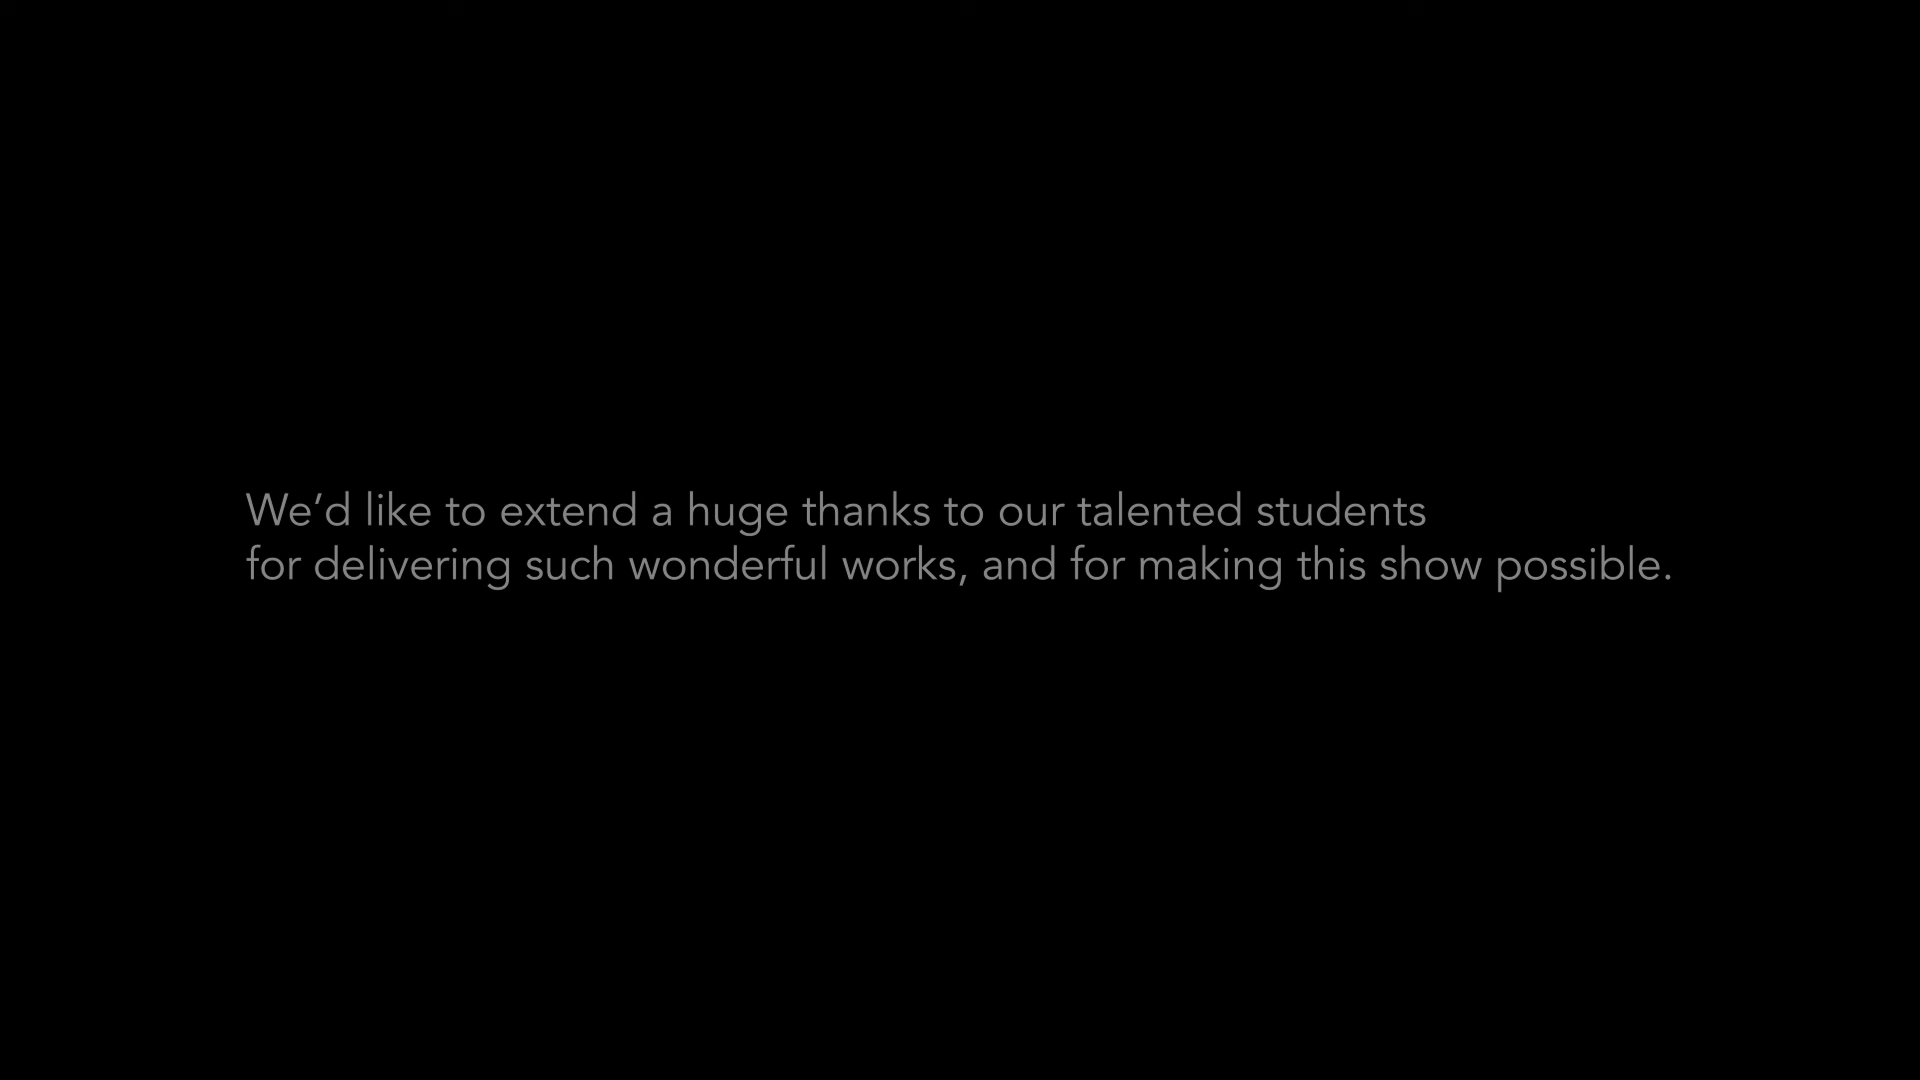 We’d like to extend a huge thanks to our talented students
for delivering such wonderful works, and for making this show possible.